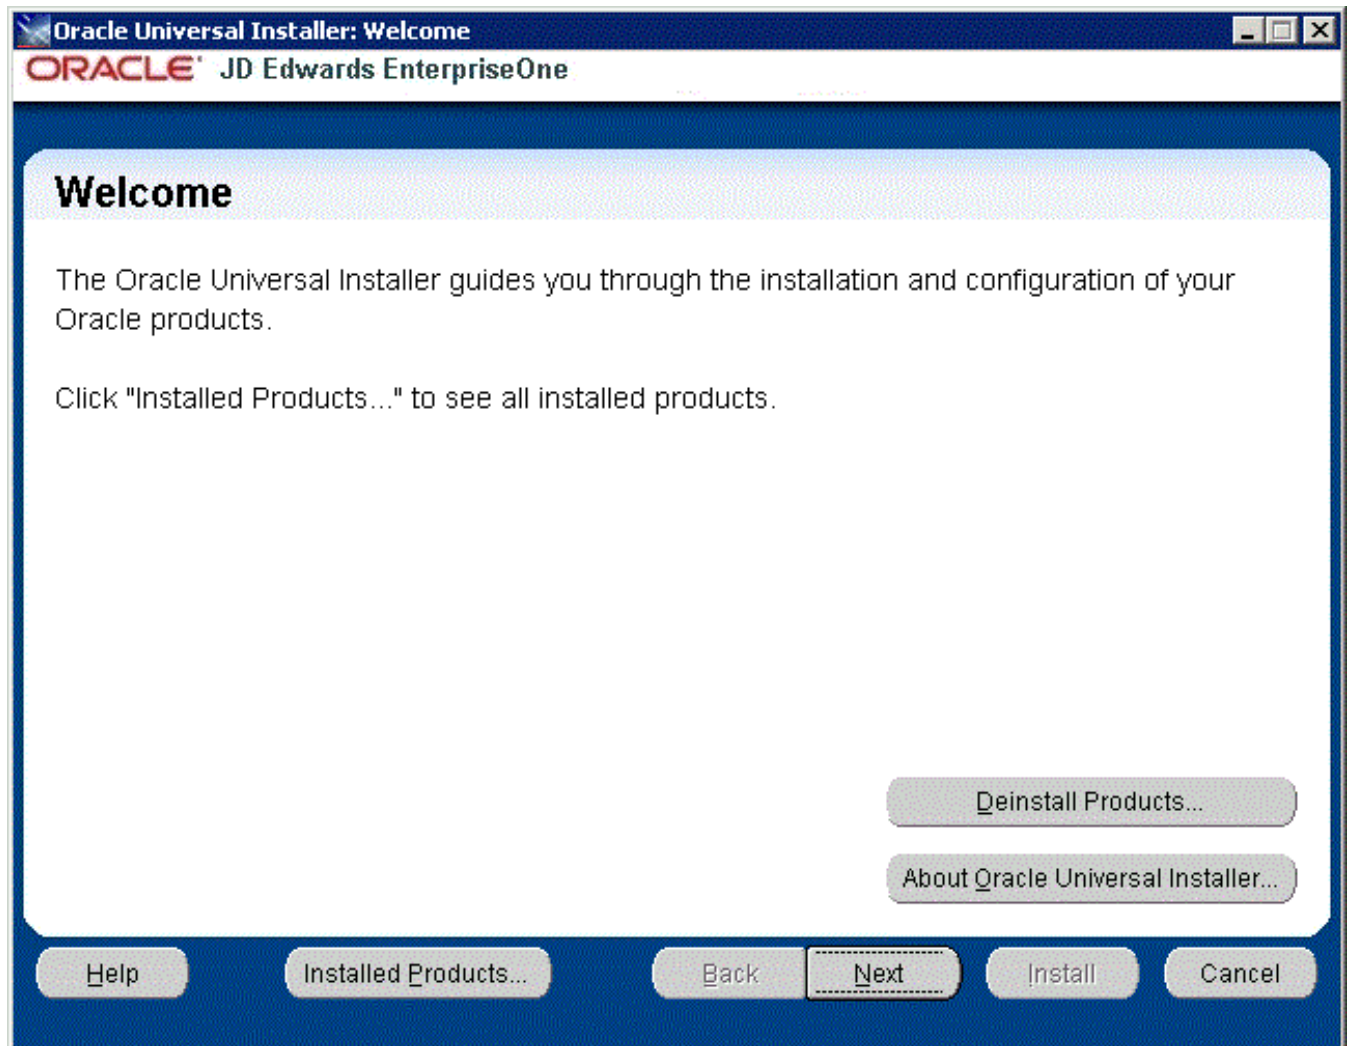 Oracle Universal Installer: Welcome
ORACLE JD Edwards EnterpriseOne
Welcome
The Oracle Universal Installer guides you through the installation and configuration of your
Oracle products.
Click "Installed Products..." to see all installed products.
Deinstall Products...
About Oracle Universal Installer...
Help Installed Products... Back Next Install Cancel